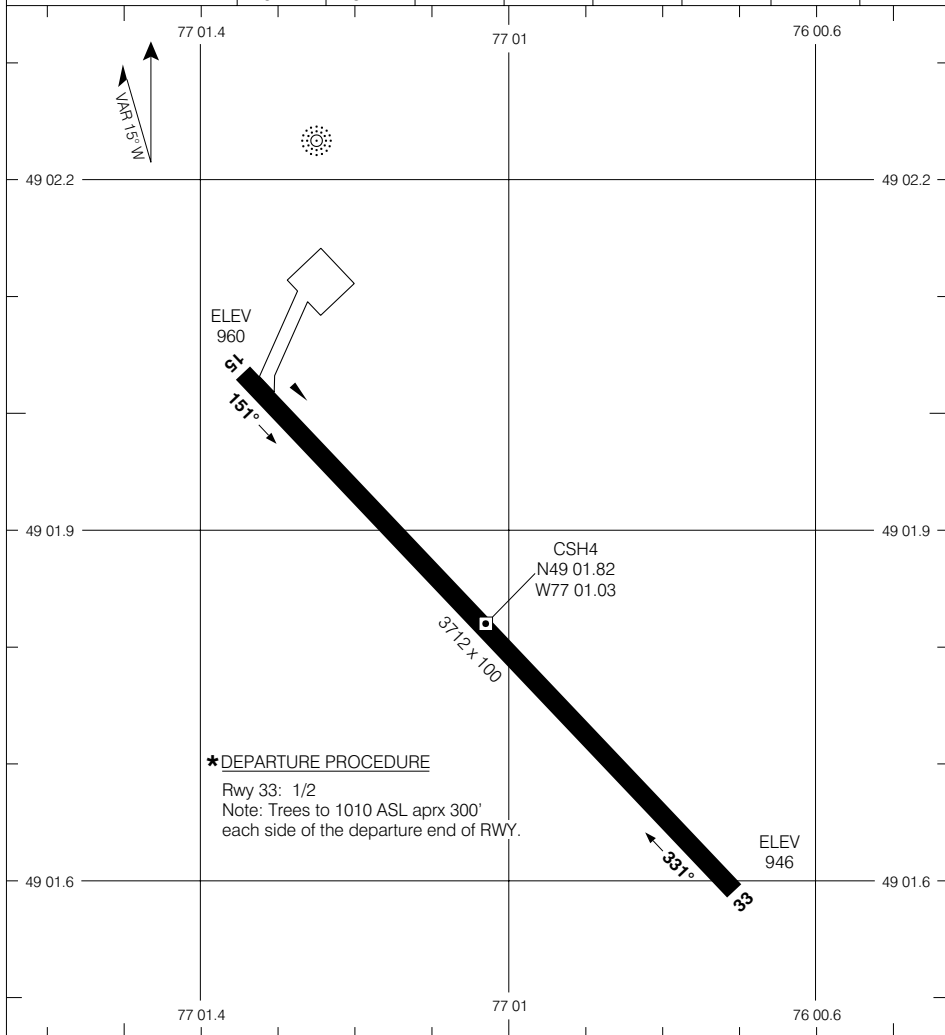 77 01.4
77 01
76 00.6
VAR 15° W
49 02.2
49 02.2
ELEV
960
15
151°
49 01.9
49 01.9
CSH4
N49 01.82
W77 01.03
3712 x 100
*DEPARTURE PROCEDURE
Rwy 33: 1/2
Note: Trees to 1010 ASL aprx 300'
each side of the departure end of RWY.
ELEV
946
331°
33
49 01.6
49 01.6
77 01.4
77 01
76 00.6